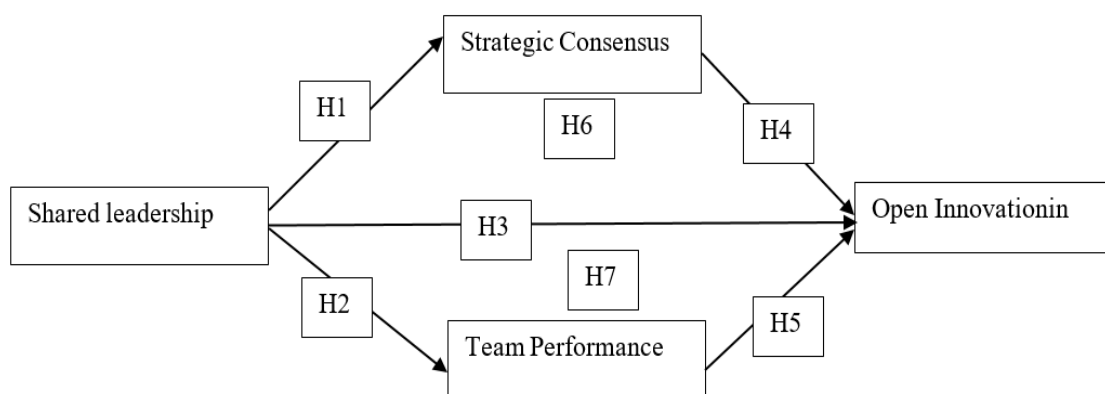 Strategic Consensus
H1
H6
H4
Shared leadership
Open Innovationin
H3
H7
H2
H5
Team Performance